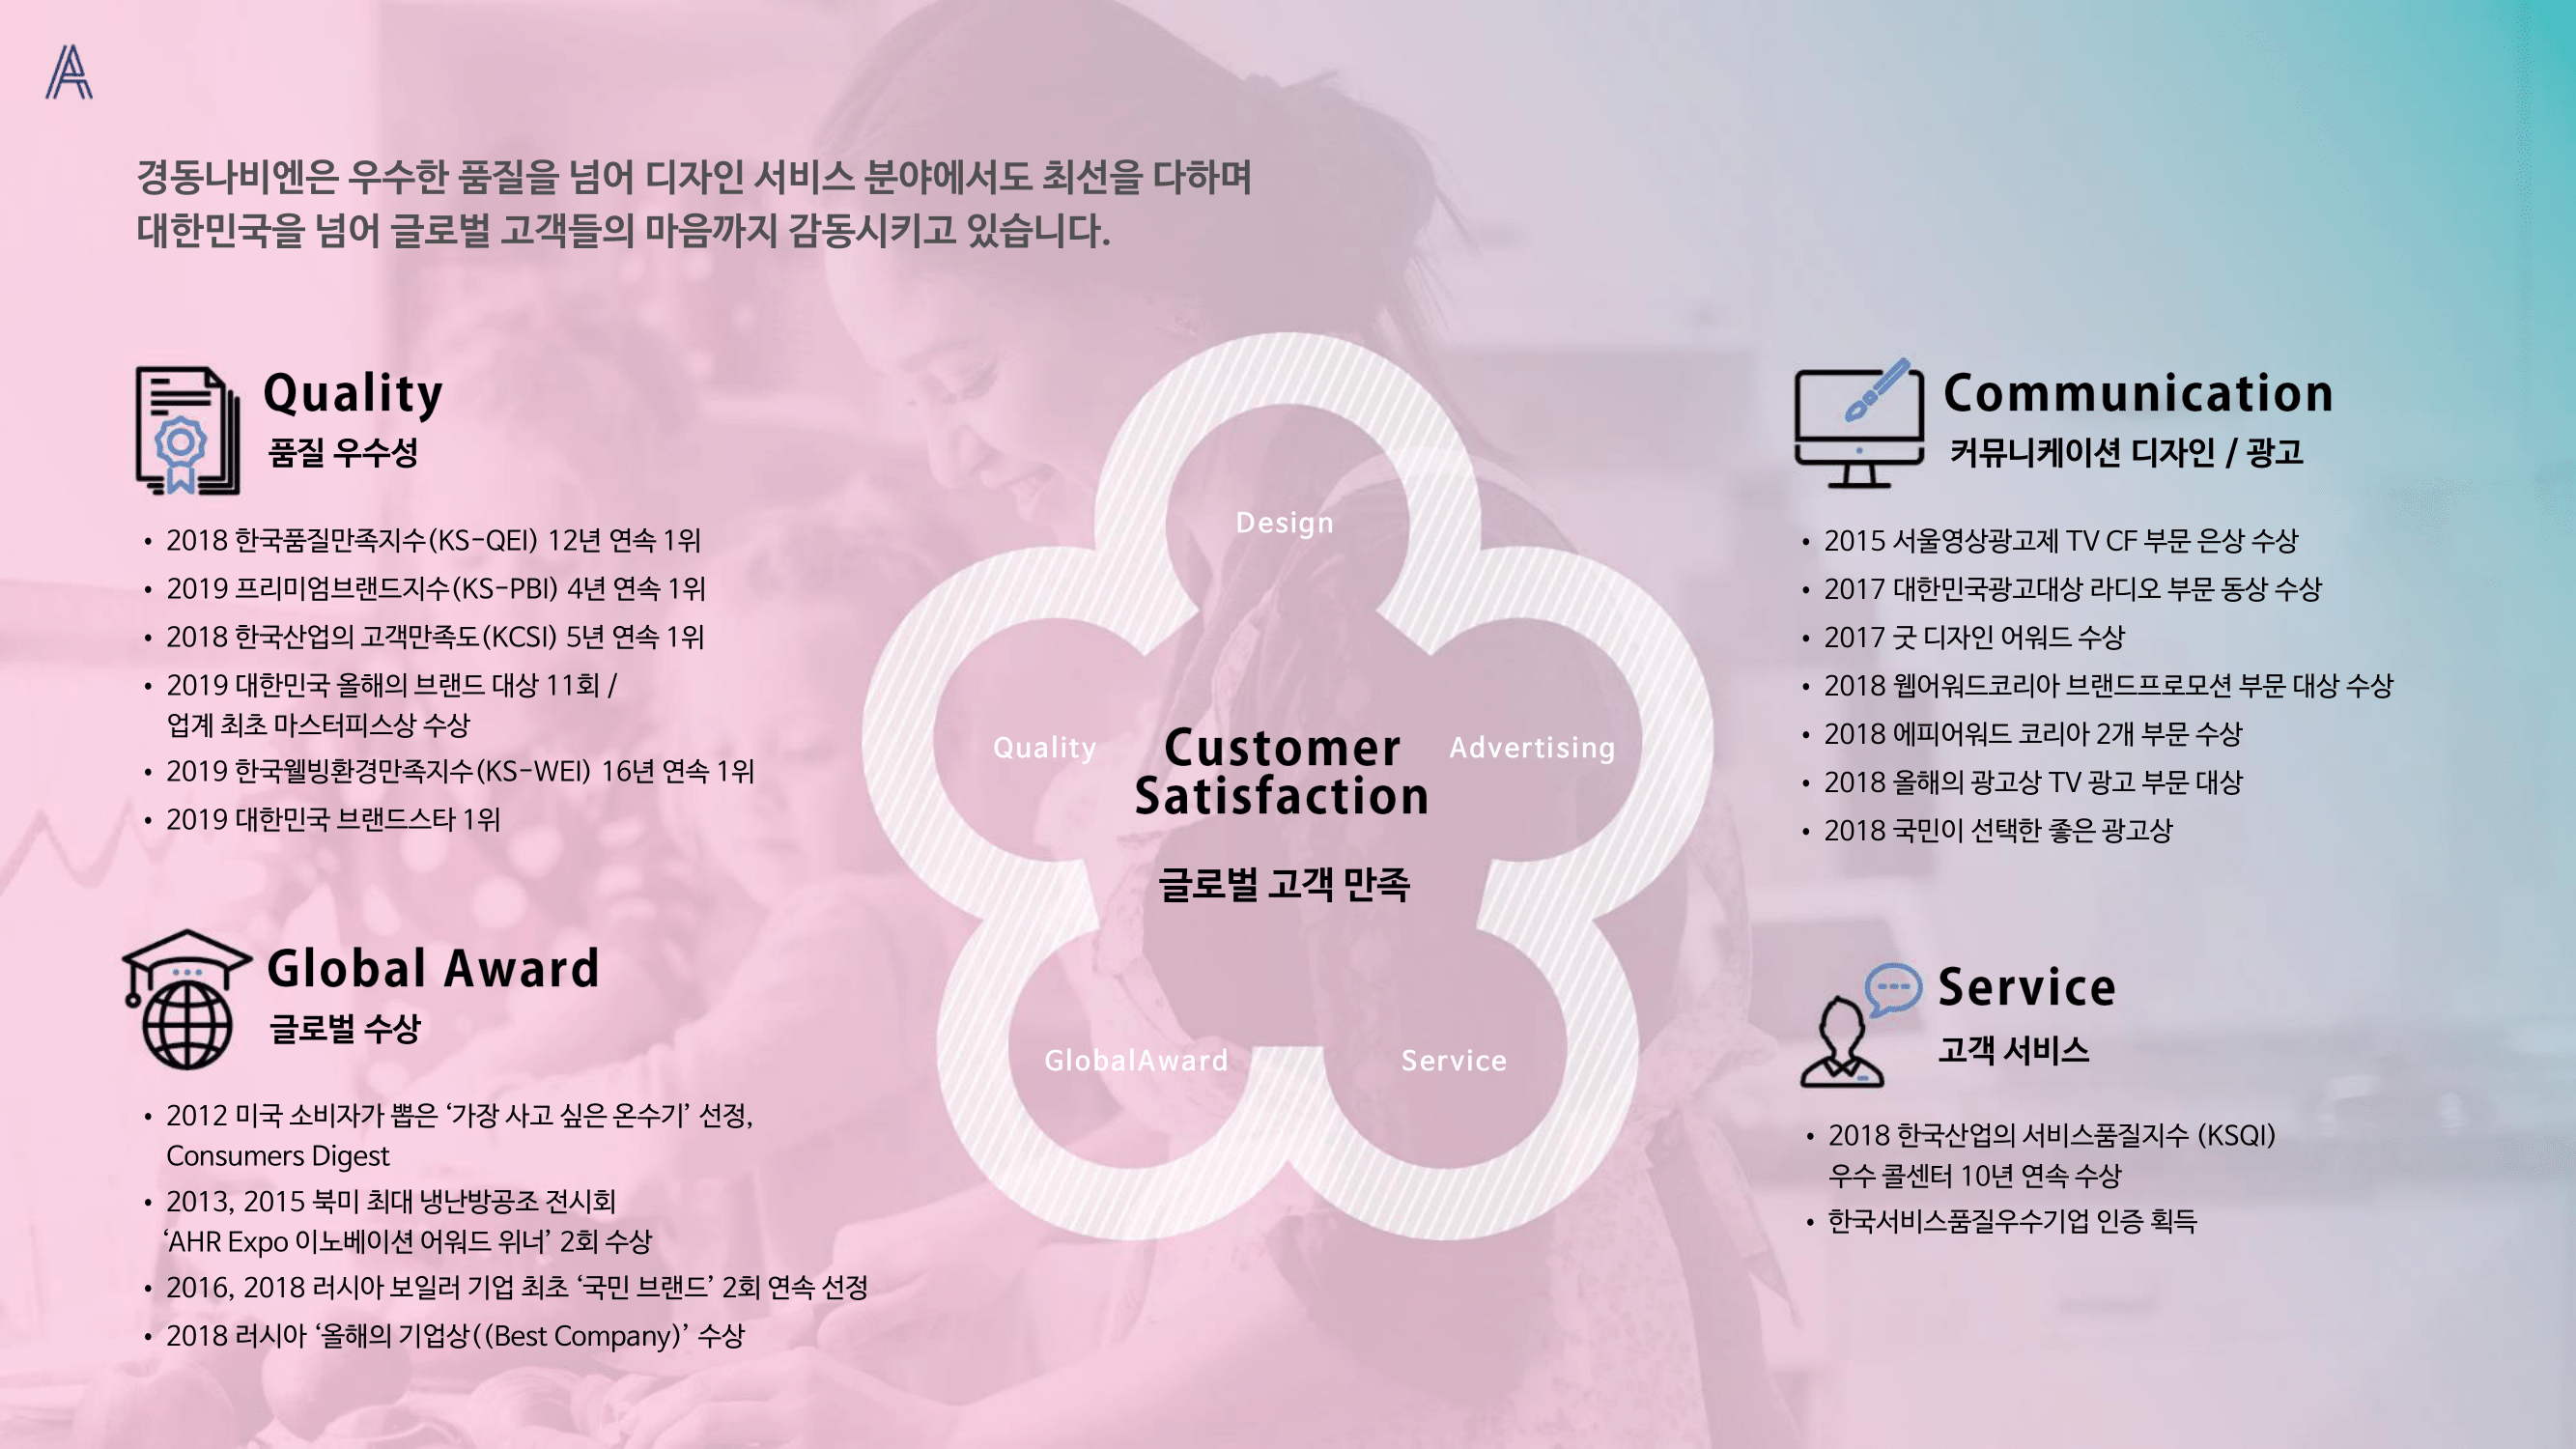 경동나비엔은 우수한 품질을 넘어 디자인 서비스 분야에서도 최선을 다하며
대한민국을 넘어 글로벌 고객들의 마음까지 감동시키고 있습니다.
Quality
품질 우수성
• 2018 한국품질만족지수(KS-QEI) 12년 연속 1위
• 2019 프리미엄브랜드지수(KS-PBI) 4년 연속 1위
• 2018 한국산업의 고객만족도(KCSI) 5년 연속 1위
• 2019 대한민국 올해의 브랜드 대상 11회 /
업계 최초 마스터피스상 수상
• 2019 한국웰빙환경만족지수(KS-WEI) 16년 연속 1위
• 2019 대한민국 브랜드스타 1위
Global Award
글로벌 수상
• 2012 미국 소비자가 뽑은 ‘가장 사고 싶은 온수기’ 선정,
Consumers Digest
• 2013, 2015 북미 최대 냉난방공조 전시회
‘AHR Expo 이노베이션 어워드 위너’ 2회 수상
• 2016, 2018 러시아 보일러 기업 최초 ‘국민 브랜드’ 2회 연속 선정
• 2018 러시아 ‘올해의 기업상((Best Company)’ 수상
Design
Quality
Customer
Satisfaction
글로벌 고객 만족
Advertising
GlobalAward
Service
Communication
커뮤니케이션 디자인 / 광고
• 2015 서울영상광고제 TV CF 부문 은상 수상
• 2017 대한민국광고대상 라디오 부문 동상 수상
• 2017 굿 디자인 어워드 수상
• 2018 웹어워드코리아 브랜드프로모션 부문 대상 수상
• 2018 에피어워드 코리아 2개 부문 수상
• 2018 올해의 광고상 TV 광고 부문 대상
• 2018 국민이 선택한 좋은 광고상
Service
고객 서비스
• 2018 한국산업의 서비스품질지수 (KSQI)
우수 콜센터 10년 연속 수상
• 한국서비스품질우수기업 인증 획득